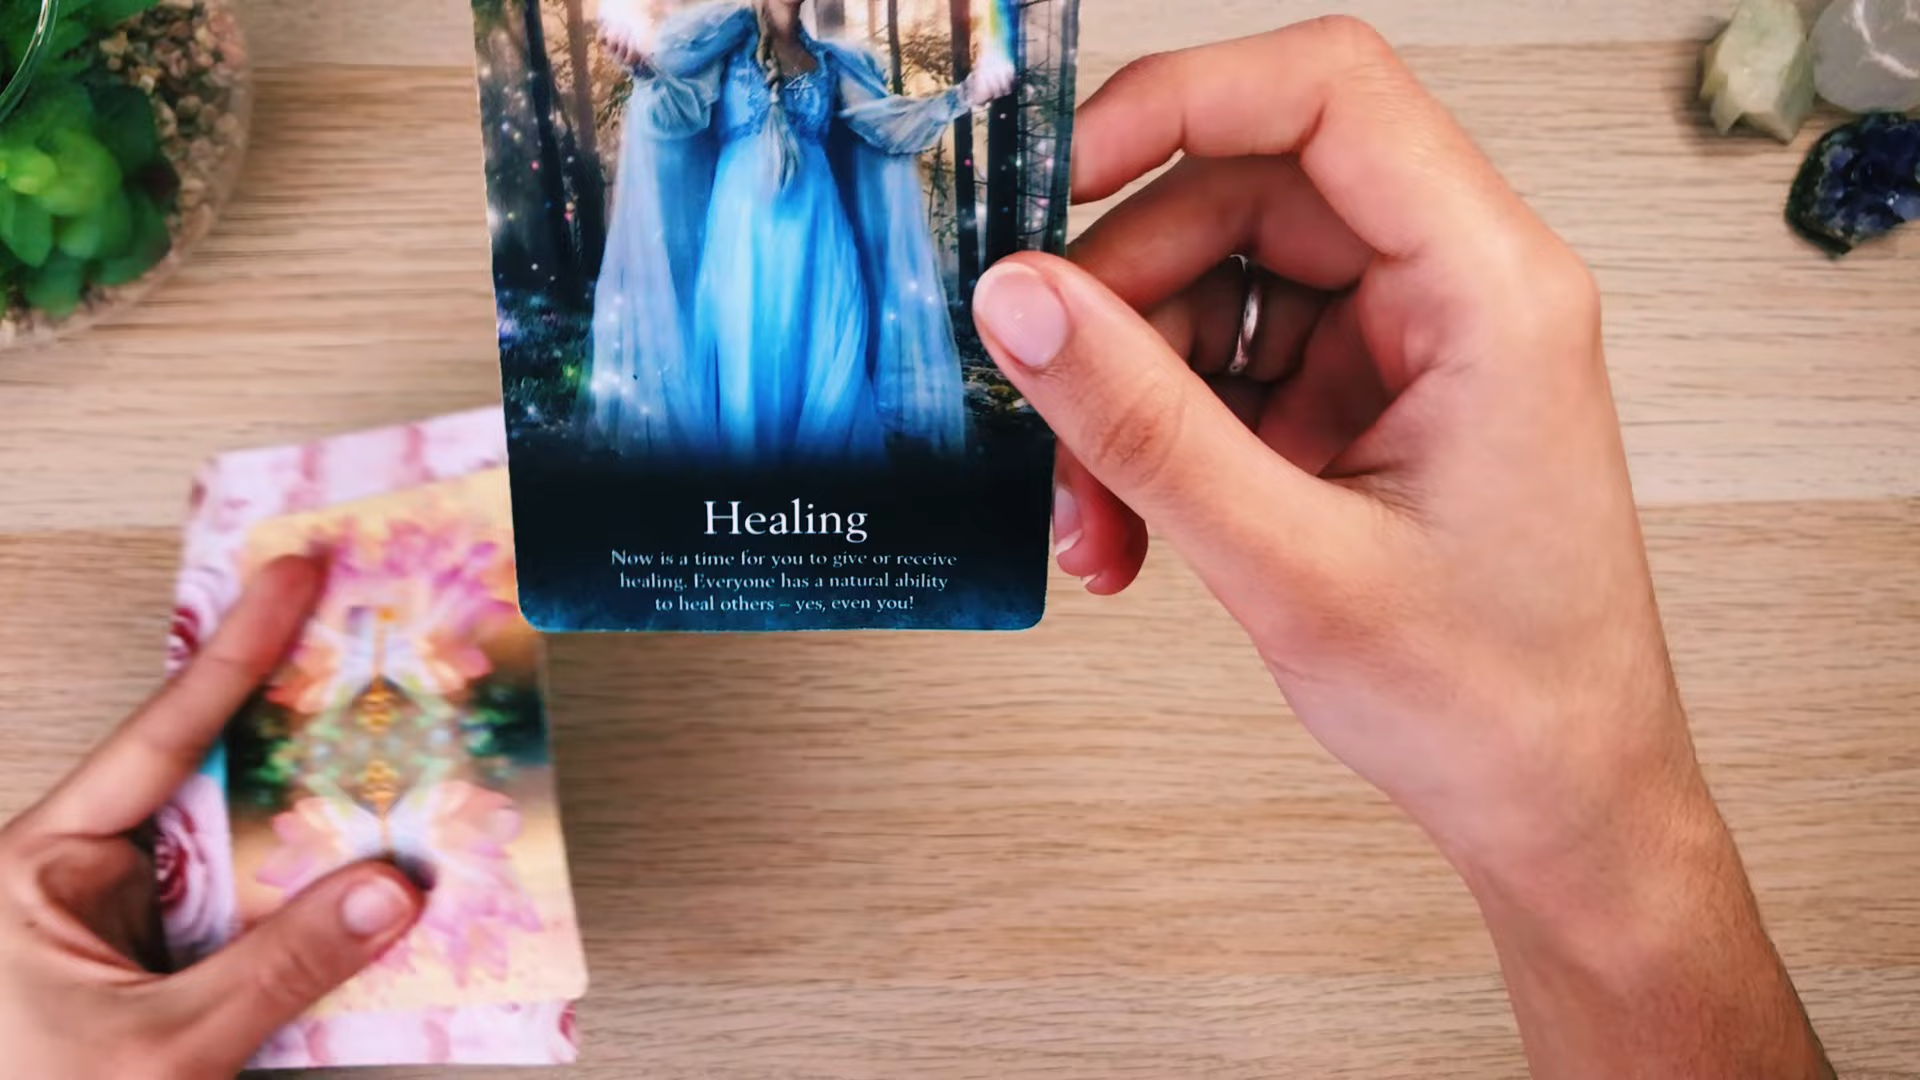 Healing
Now is a time for you to give or receive
healing. Everyone has a natural ability
to heal others – yes, even you!